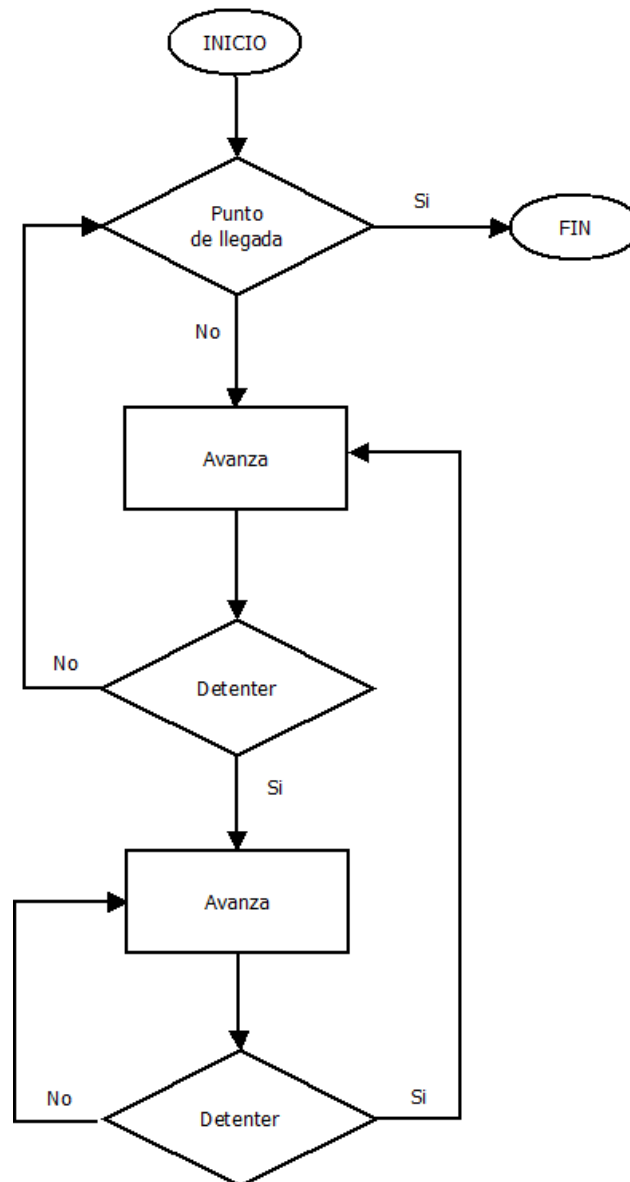 INICIO
Punto
de llegada
Si
FIN
No
Avanza
No
Detenter
Si
Avanza
No
Detenter
Si